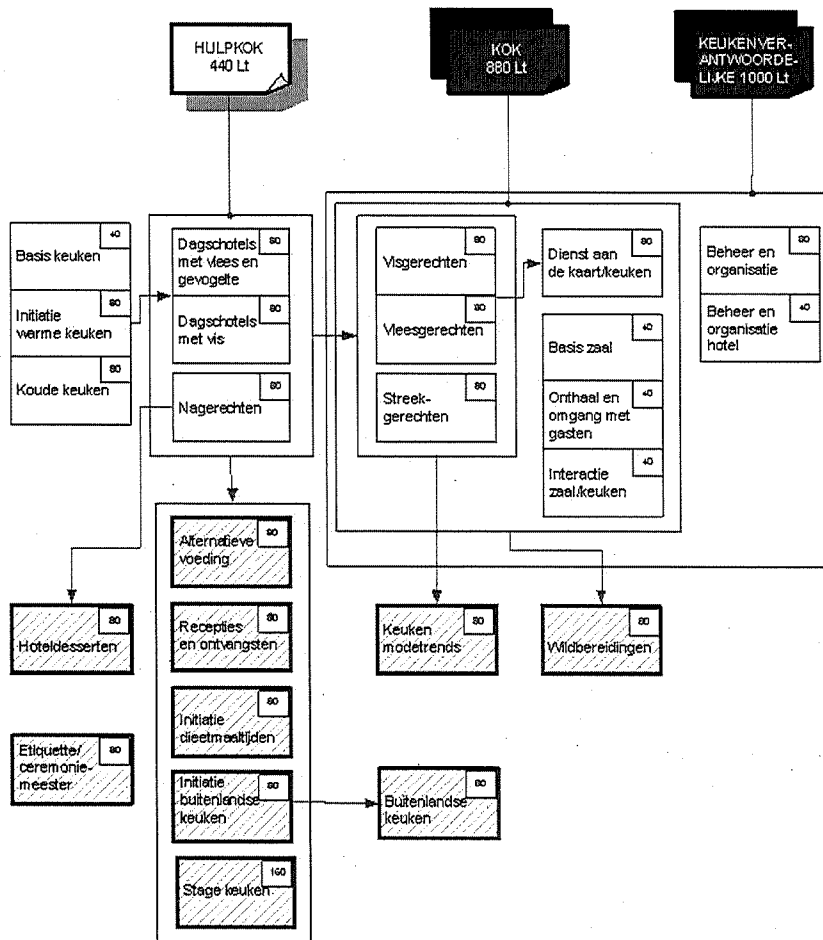 HULPKOK
440 Lt
KOK
880 Lt
KEUKENVER-
ANTWOORDE-
LIJKE 1000 Lt
40
Basis keuken
80
Initiatie
warme keuken
80
Koude keuken
80
Dagschotels
met vlees en
gevogelte
80
Dagschotels
met vis
80
Nagerechten
80
Visgerechten
80
Vleesgerechten
80
Streek-
gerechten
80
Dienst aan
de kaart/keuken
40
Basis zaal
40
Onthaal en
omgang met
gasten
40
Interactie
zaal/keuken
80
Beheer en
organisatie
40
Beheer en
organisatie
hotel
80
Alternatieve
voeding
80
Recepties
en ontvangsten
80
Initiatie
dieetmaaltijden
80
Initiatie
buitenlandse
keuken
160
Stage keuken
80
Hoteldesserten
80
Etiquette/
ceremonie-
meester
80
Keuken
modetrends
80
Wildbereidingen
80
Buitenlandse
keuken